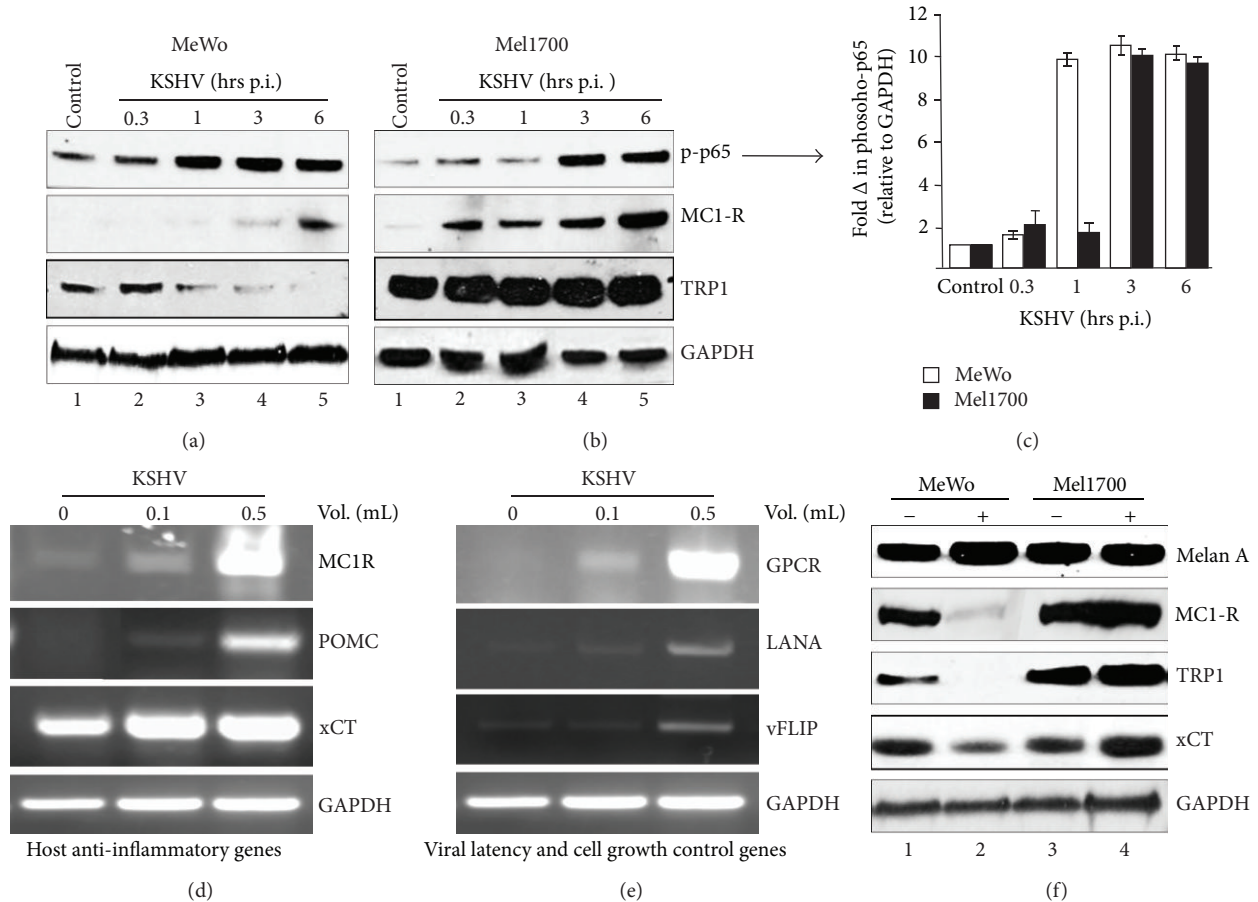 MeWo
Control
KSHV (hrs p.i.)
0.3 1 3 6
1 2 3 4 5
(a)
Mel1700
Control
KSHV (hrs p.i. )
0.3 1 3 6
p-p65
MC1-R
TRP1
GAPDH
1 2 3 4 5
(b)
12
10
8
6
4
2
Fold Δ in phosoho-p65
(relative to GAPDH)
Control 0.3 1 3 6
KSHV (hrs p.i.)
MeWo
Mel1700
(c)
KSHV
0 0.1 0.5 Vol. (mL)
MC1R
POMC
xCT
GAPDH
Host anti-inflammatory genes
(d)
KSHV
0 0.1 0.5 Vol. (mL)
GPCR
LANA
vFLIP
GAPDH
Viral latency and cell growth control genes
(e)
MeWo Mel1700
− + − +
Melan A
MC1-R
TRP1
xCT
GAPDH
1 2 3 4
(f)